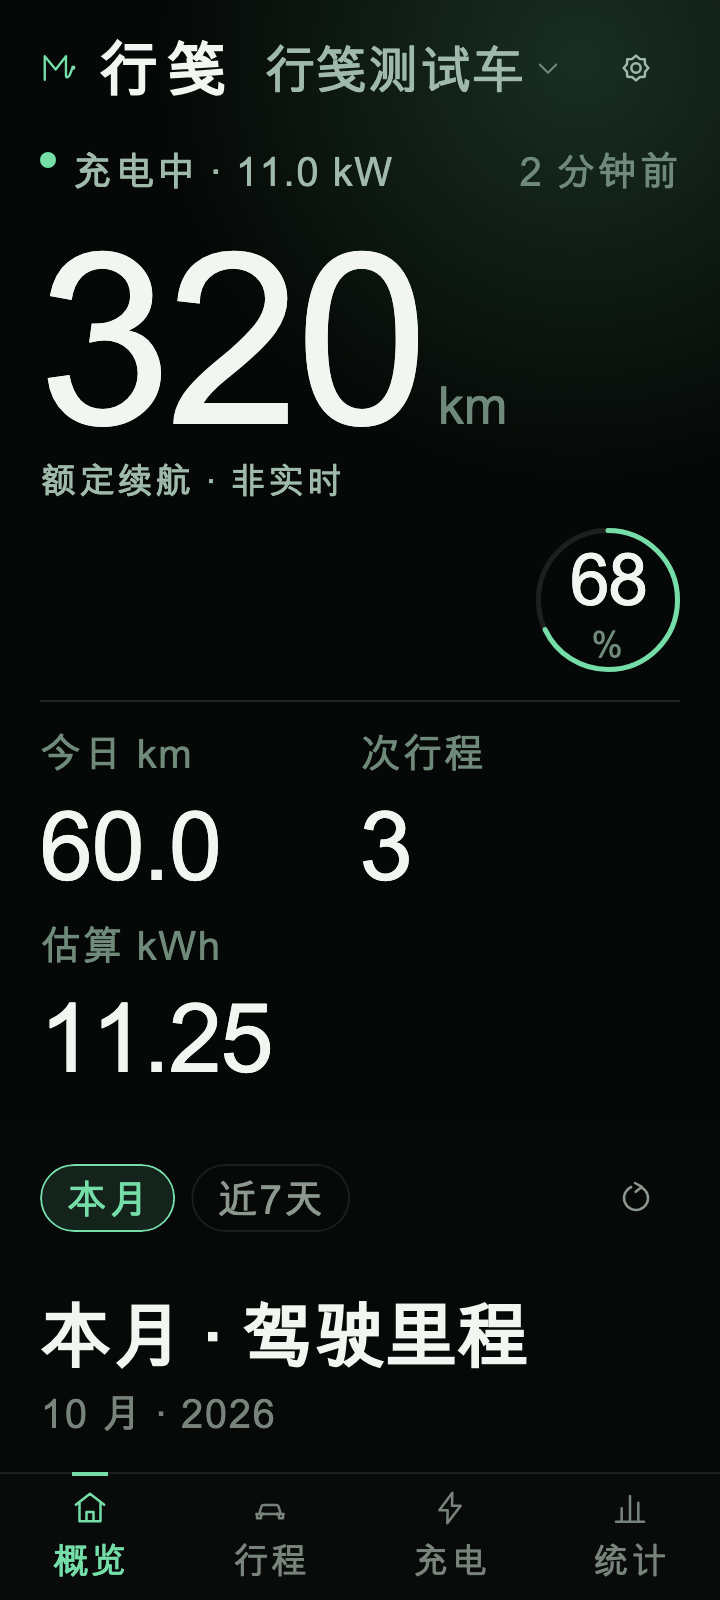 行笺 行笺测试车
充电中 · 11.0 kW 2 分钟前
320 km
额定续航 · 非实时
68
%
今日 km 次行程
60.0 3
估算 kWh
11.25
本月 近7天
本月 · 驾驶里程
10 月 · 2026
概览 行程 充电 统计